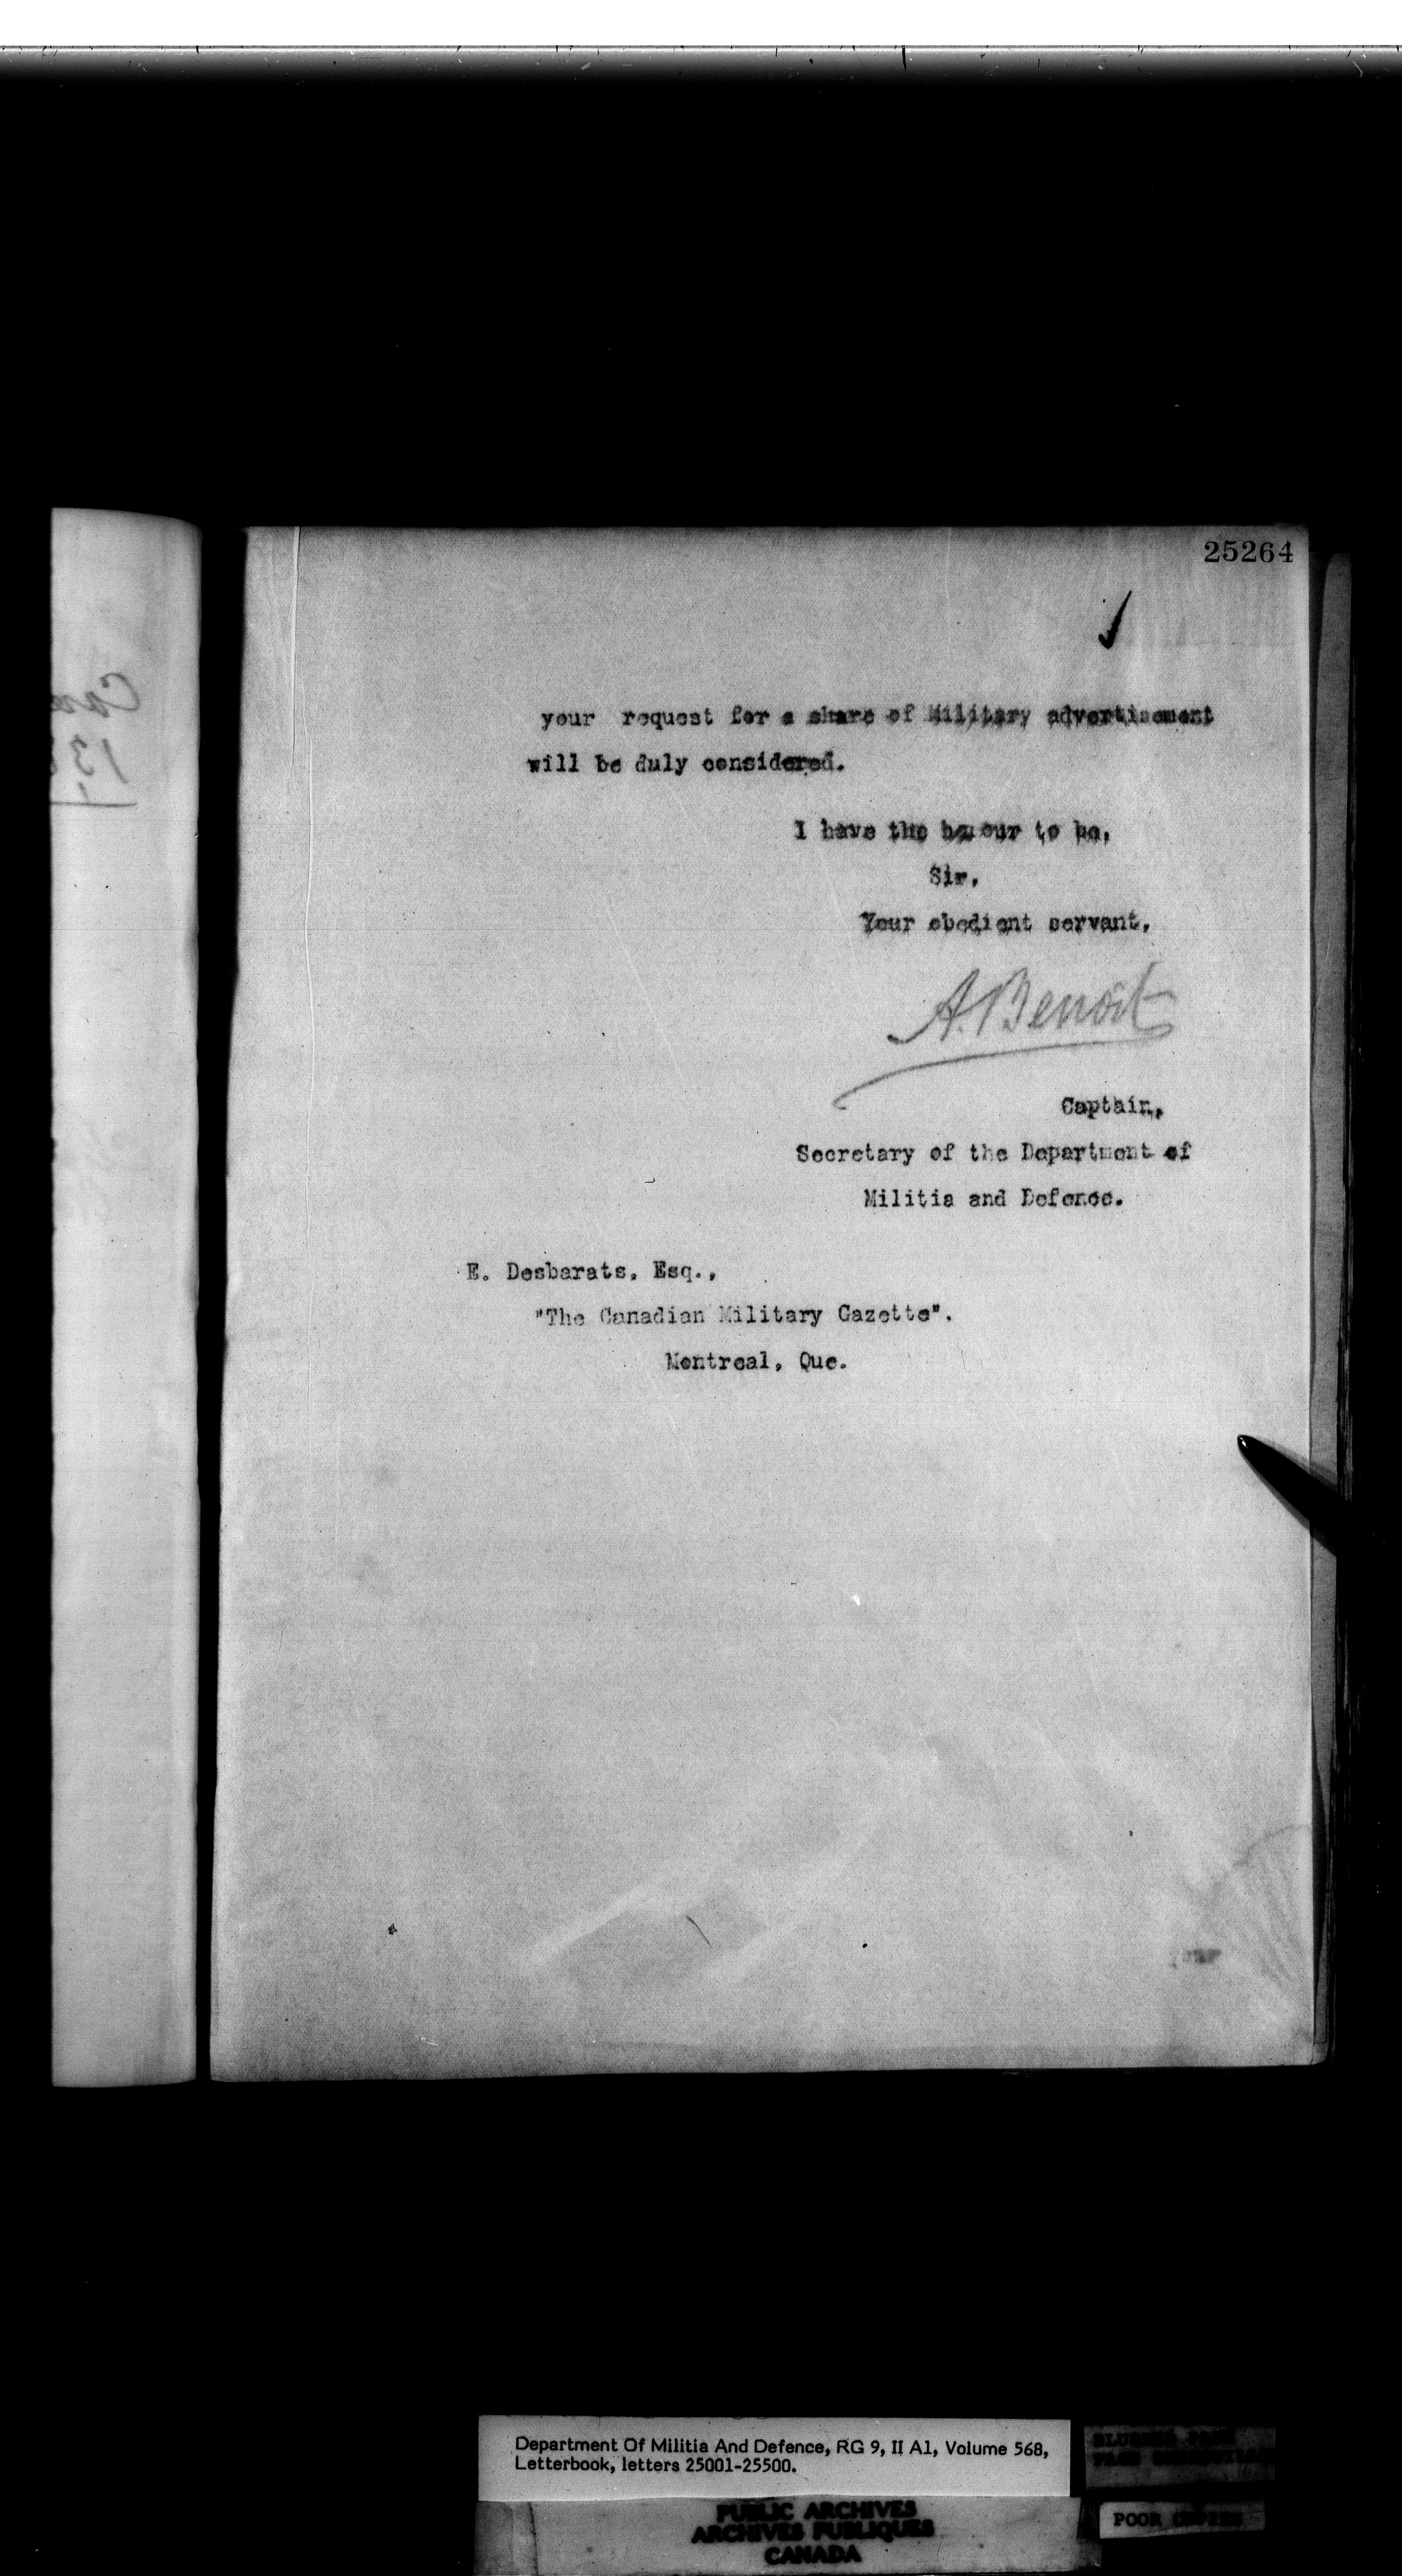 25264
your request for a share of Military advertisement
will be duly considered.
I have the honour to be,
Sir,
Your obedient servant,
A. Benoit
Captain,
Secretary of the Department of
Militia and Defence.
E. Desbarats, Esq.,
"The Canadian Military Gazette".
Montreal, Que.
Department Of Militia And Defence, RG 9, II A1, Volume 568,
Letterbook, letters 25001-25500.
PUBLIC ARCHIVES
ARCHIVES PUBLIQUES
CANADA
POOR